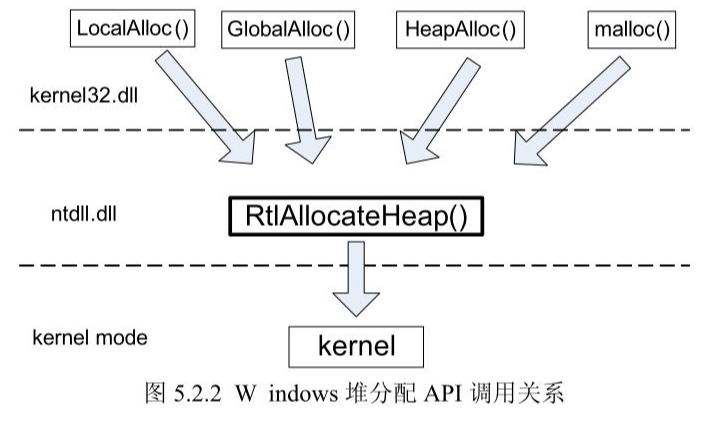 LocalAlloc()
GlobalAlloc()
HeapAlloc()
malloc()
kernel32.dll
ntdll.dll
RtlAllocateHeap()
kernel mode
kernel
图 5.2.2 W indows 堆分配 API 调用关系